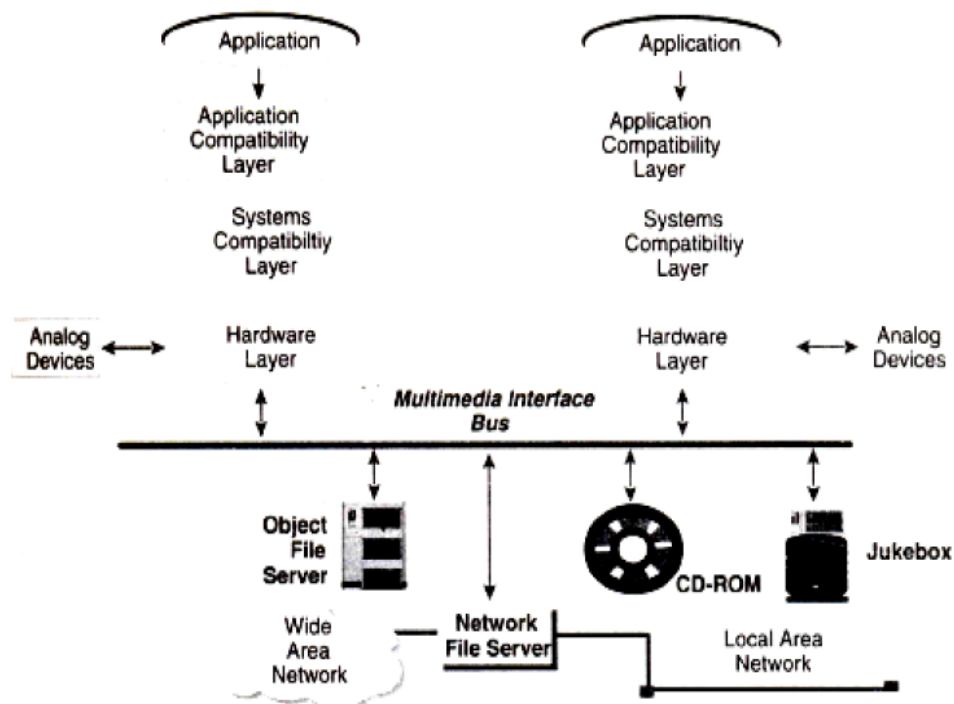 Application
Application
Compatibility
Layer
Systems
Compatibiltiy
Layer
Analog
Devices
Hardware
Layer
Application
Application
Compatibility
Layer
Systems
Compatibiltiy
Layer
Hardware
Layer
Analog
Devices
Multimedia Interface
Bus
Object
File
Server
CD-ROM
Jukebox
Wide
Area
Network
Network
File Server
Local Area
Network